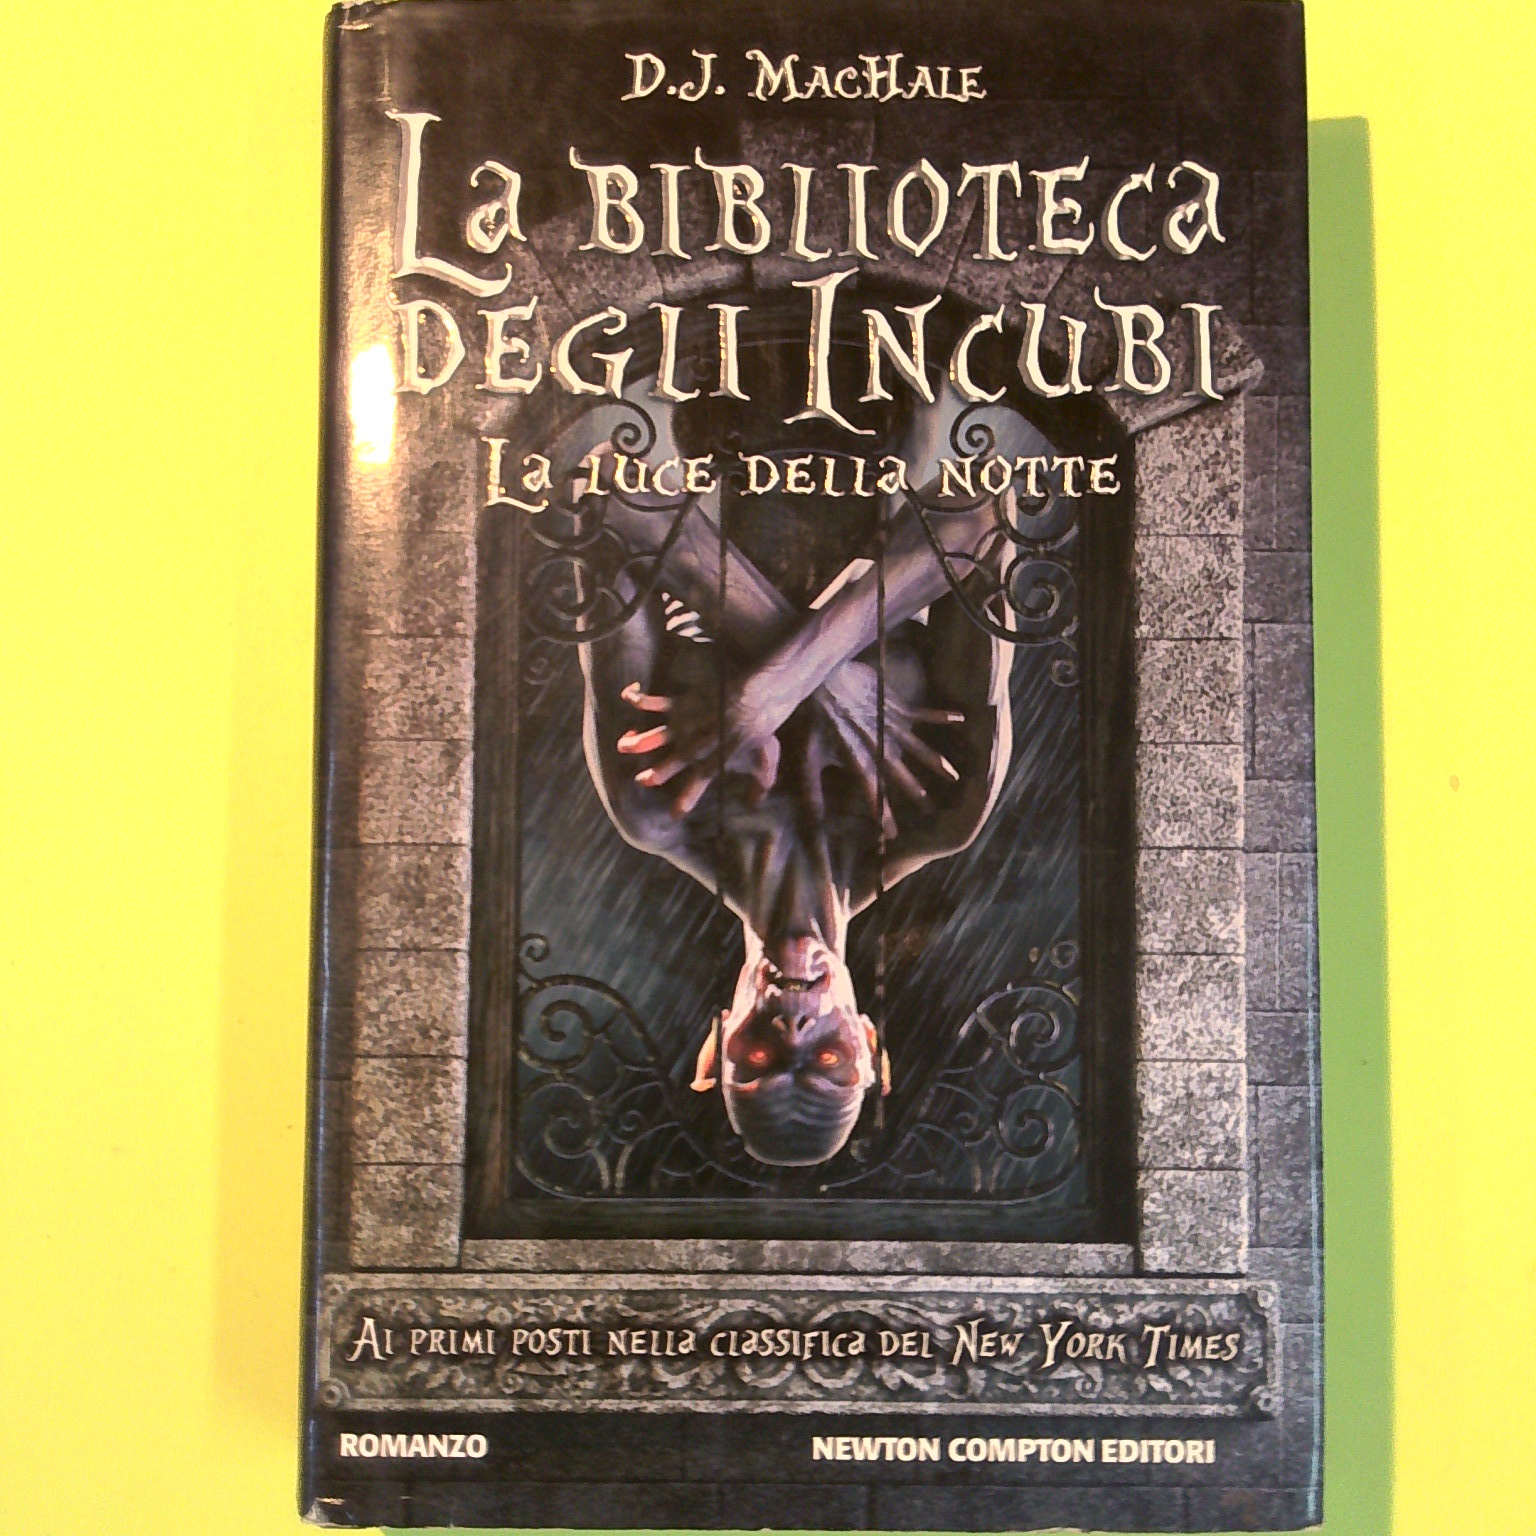 D.J. MacHale
La biblioteca
degli Incubi
La luce della notte
Ai primi posti nella classifica del New York Times
ROMANZO
NEWTON COMPTON EDITORI